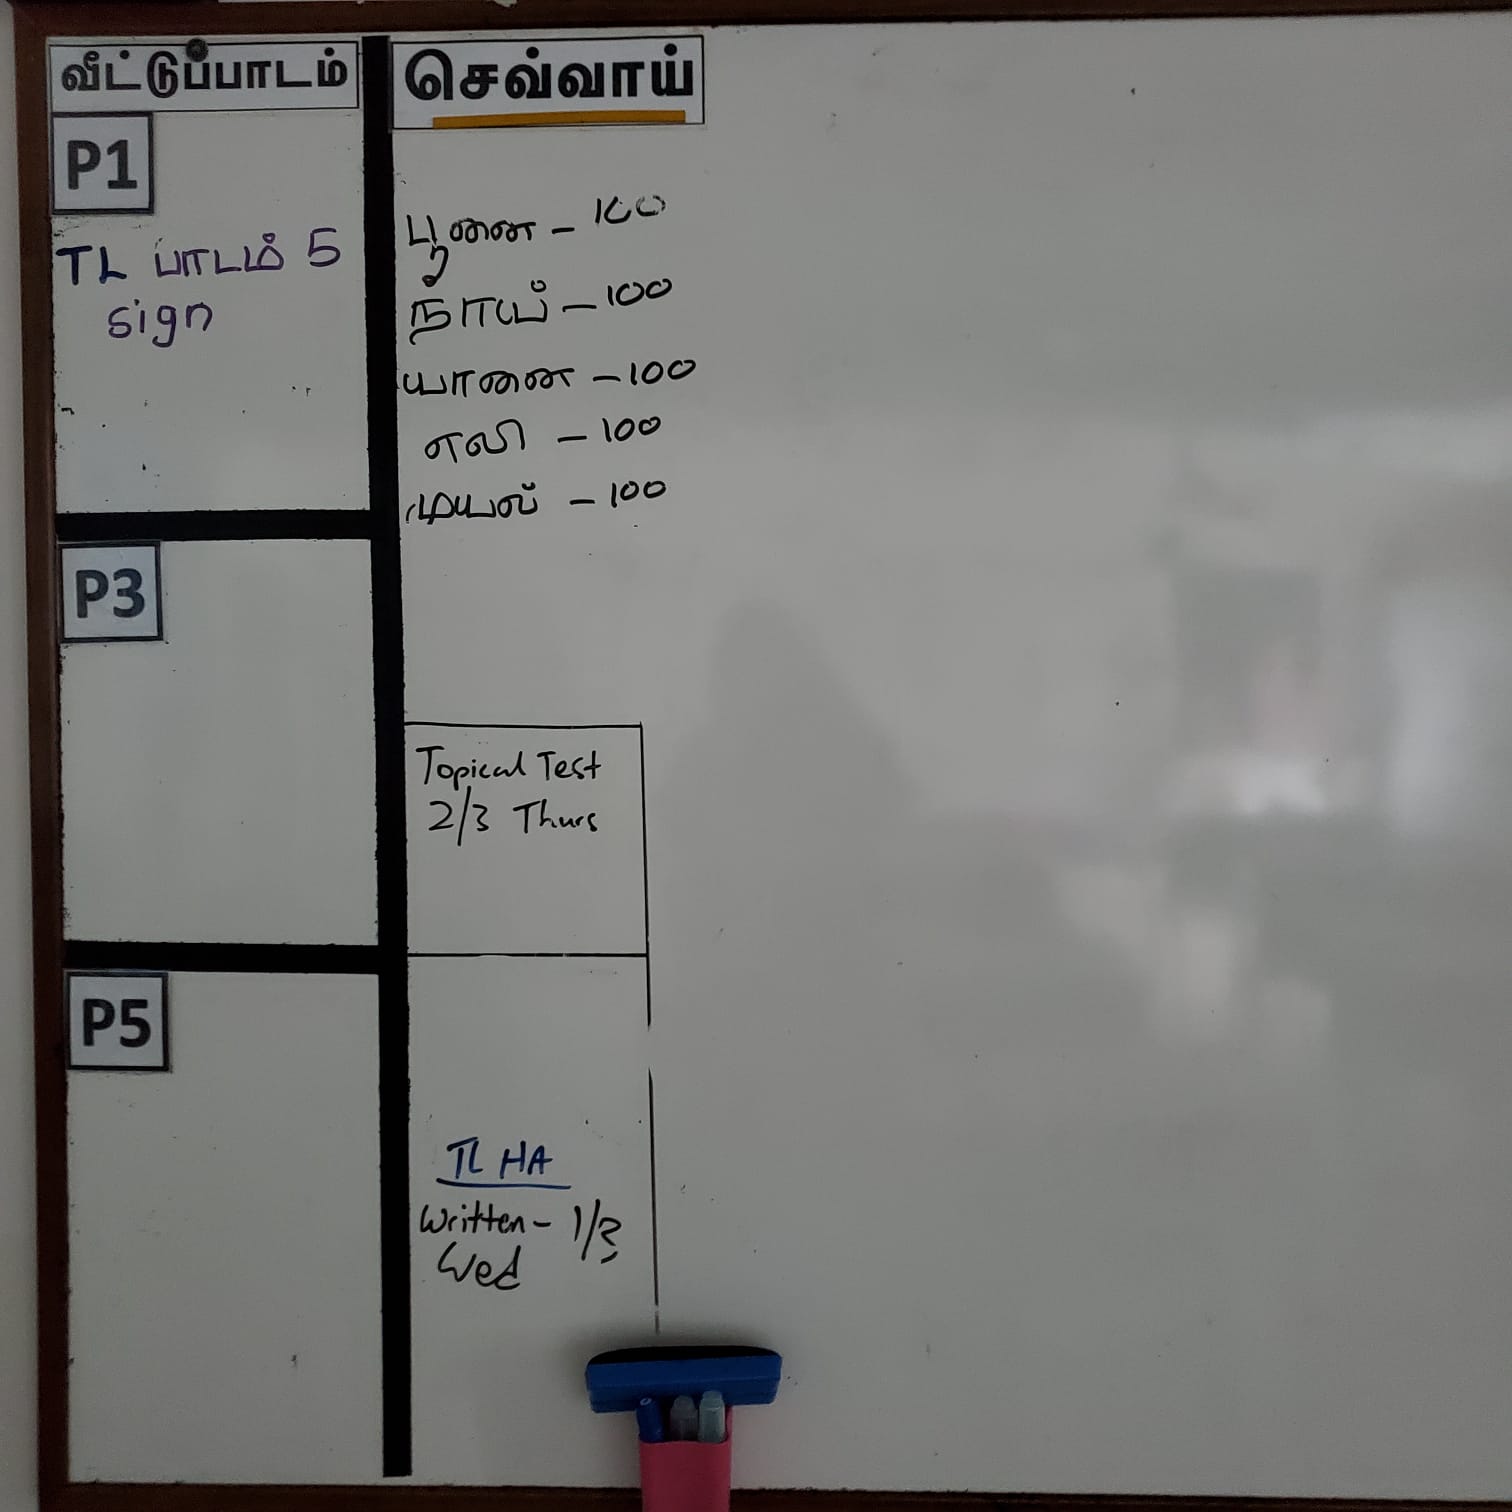 வீட்டுப்பாடம்
செவ்வாய்
P1
TL பாடம் 5
sign
பூனை - 100
நாய் - 100
யானை - 100
எலி - 100
முயல் - 100
P3
Topical Test
2/3 Thurs
P5
TL HA
Written - 1/3
Wed